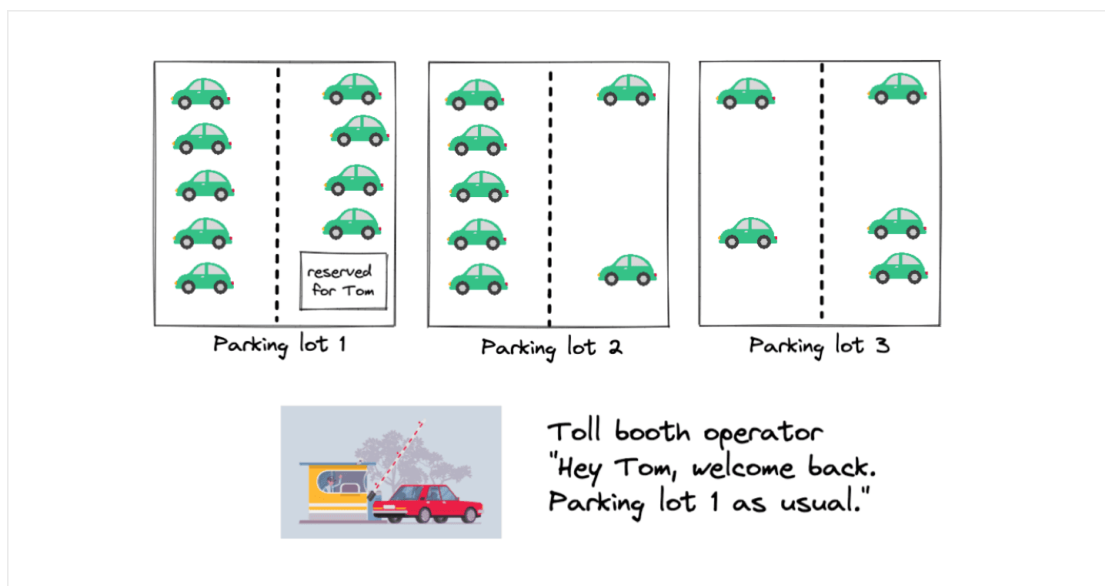 reserved
for Tom
Parking lot 1
Parking lot 2
Parking lot 3
Toll booth operator
"Hey Tom, welcome back.
Parking lot 1 as usual."